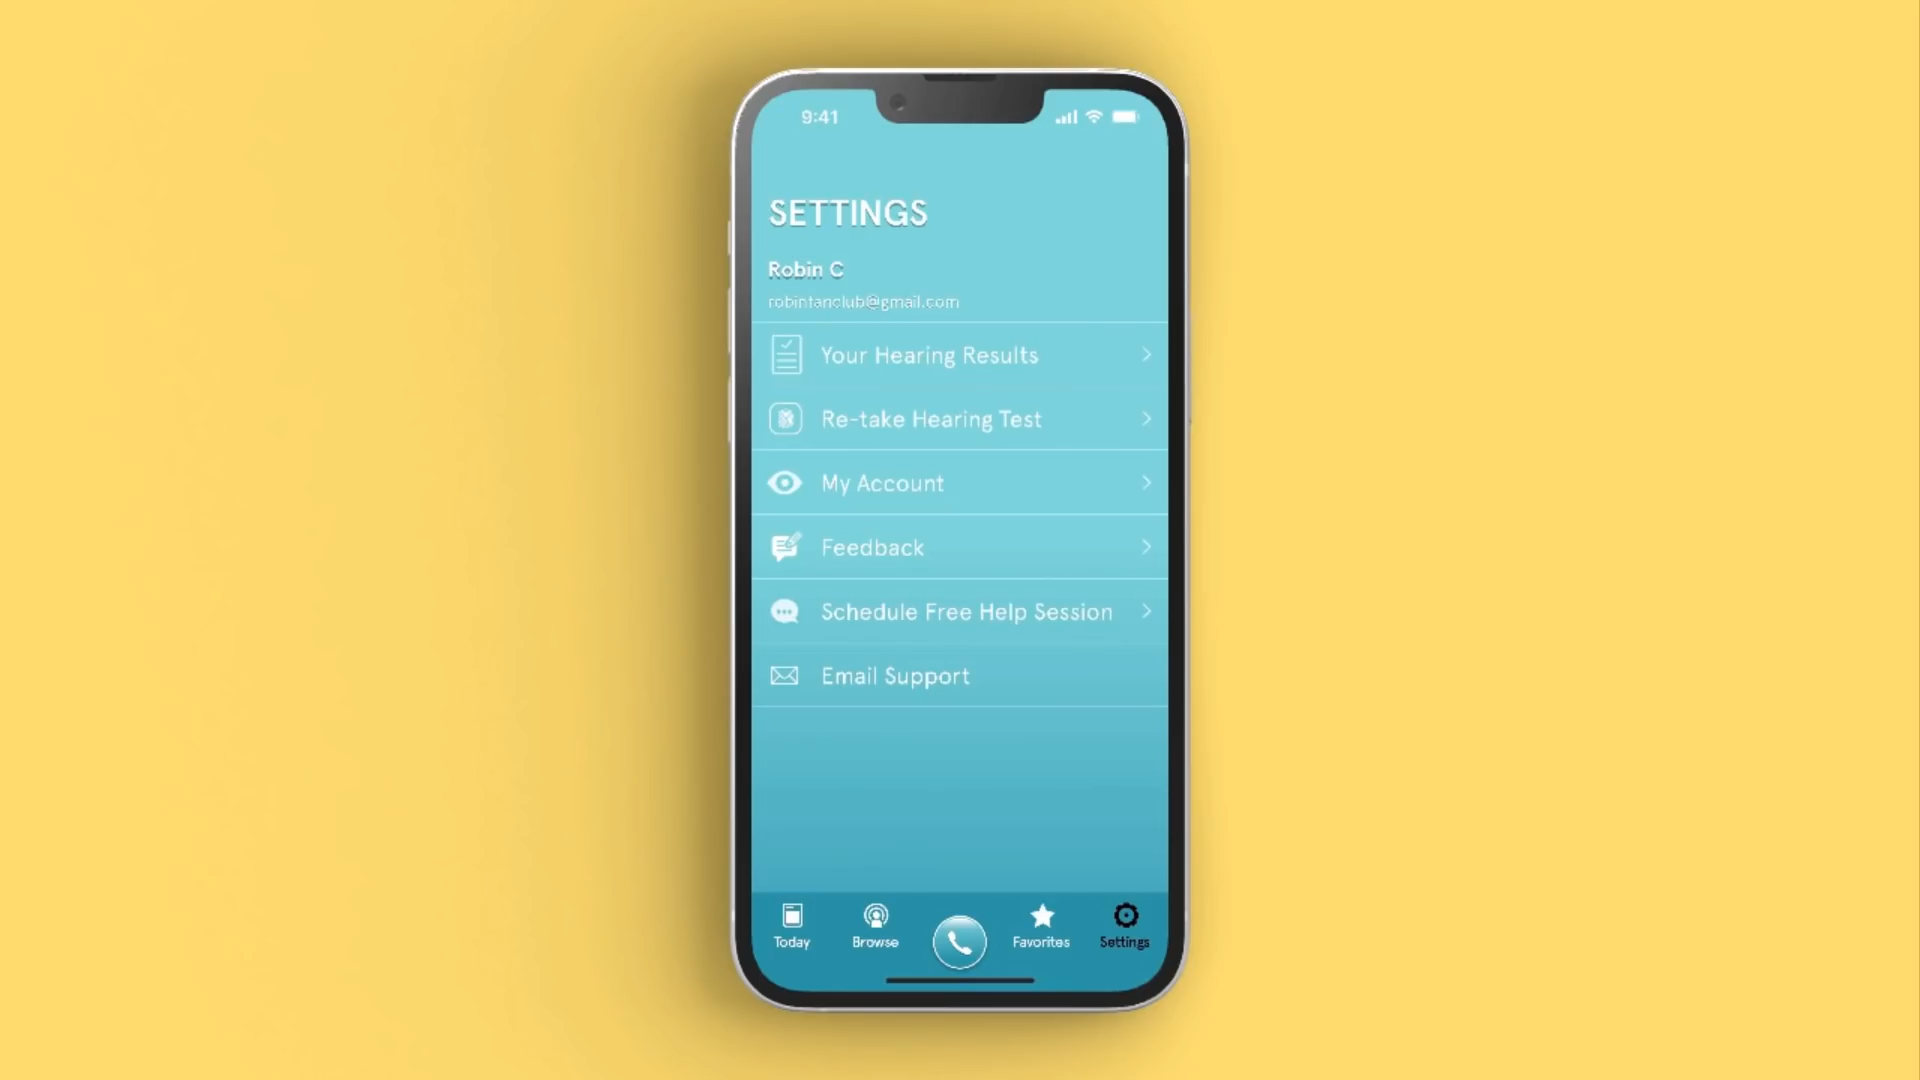 9:41
SETTINGS
Robin C
robinfanclub@gmail.com
Your Hearing Results
Re-take Hearing Test
My Account
Feedback
Schedule Free Help Session
Email Support
Today
Browse
Favorites
Settings